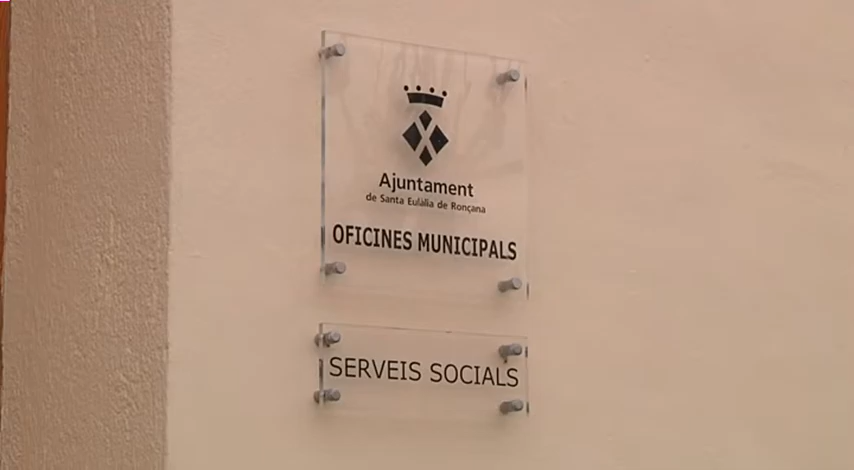 Ajuntament
de Santa Eulàlia de Ronçana
OFICINES MUNICIPALS
SERVEIS SOCIALS